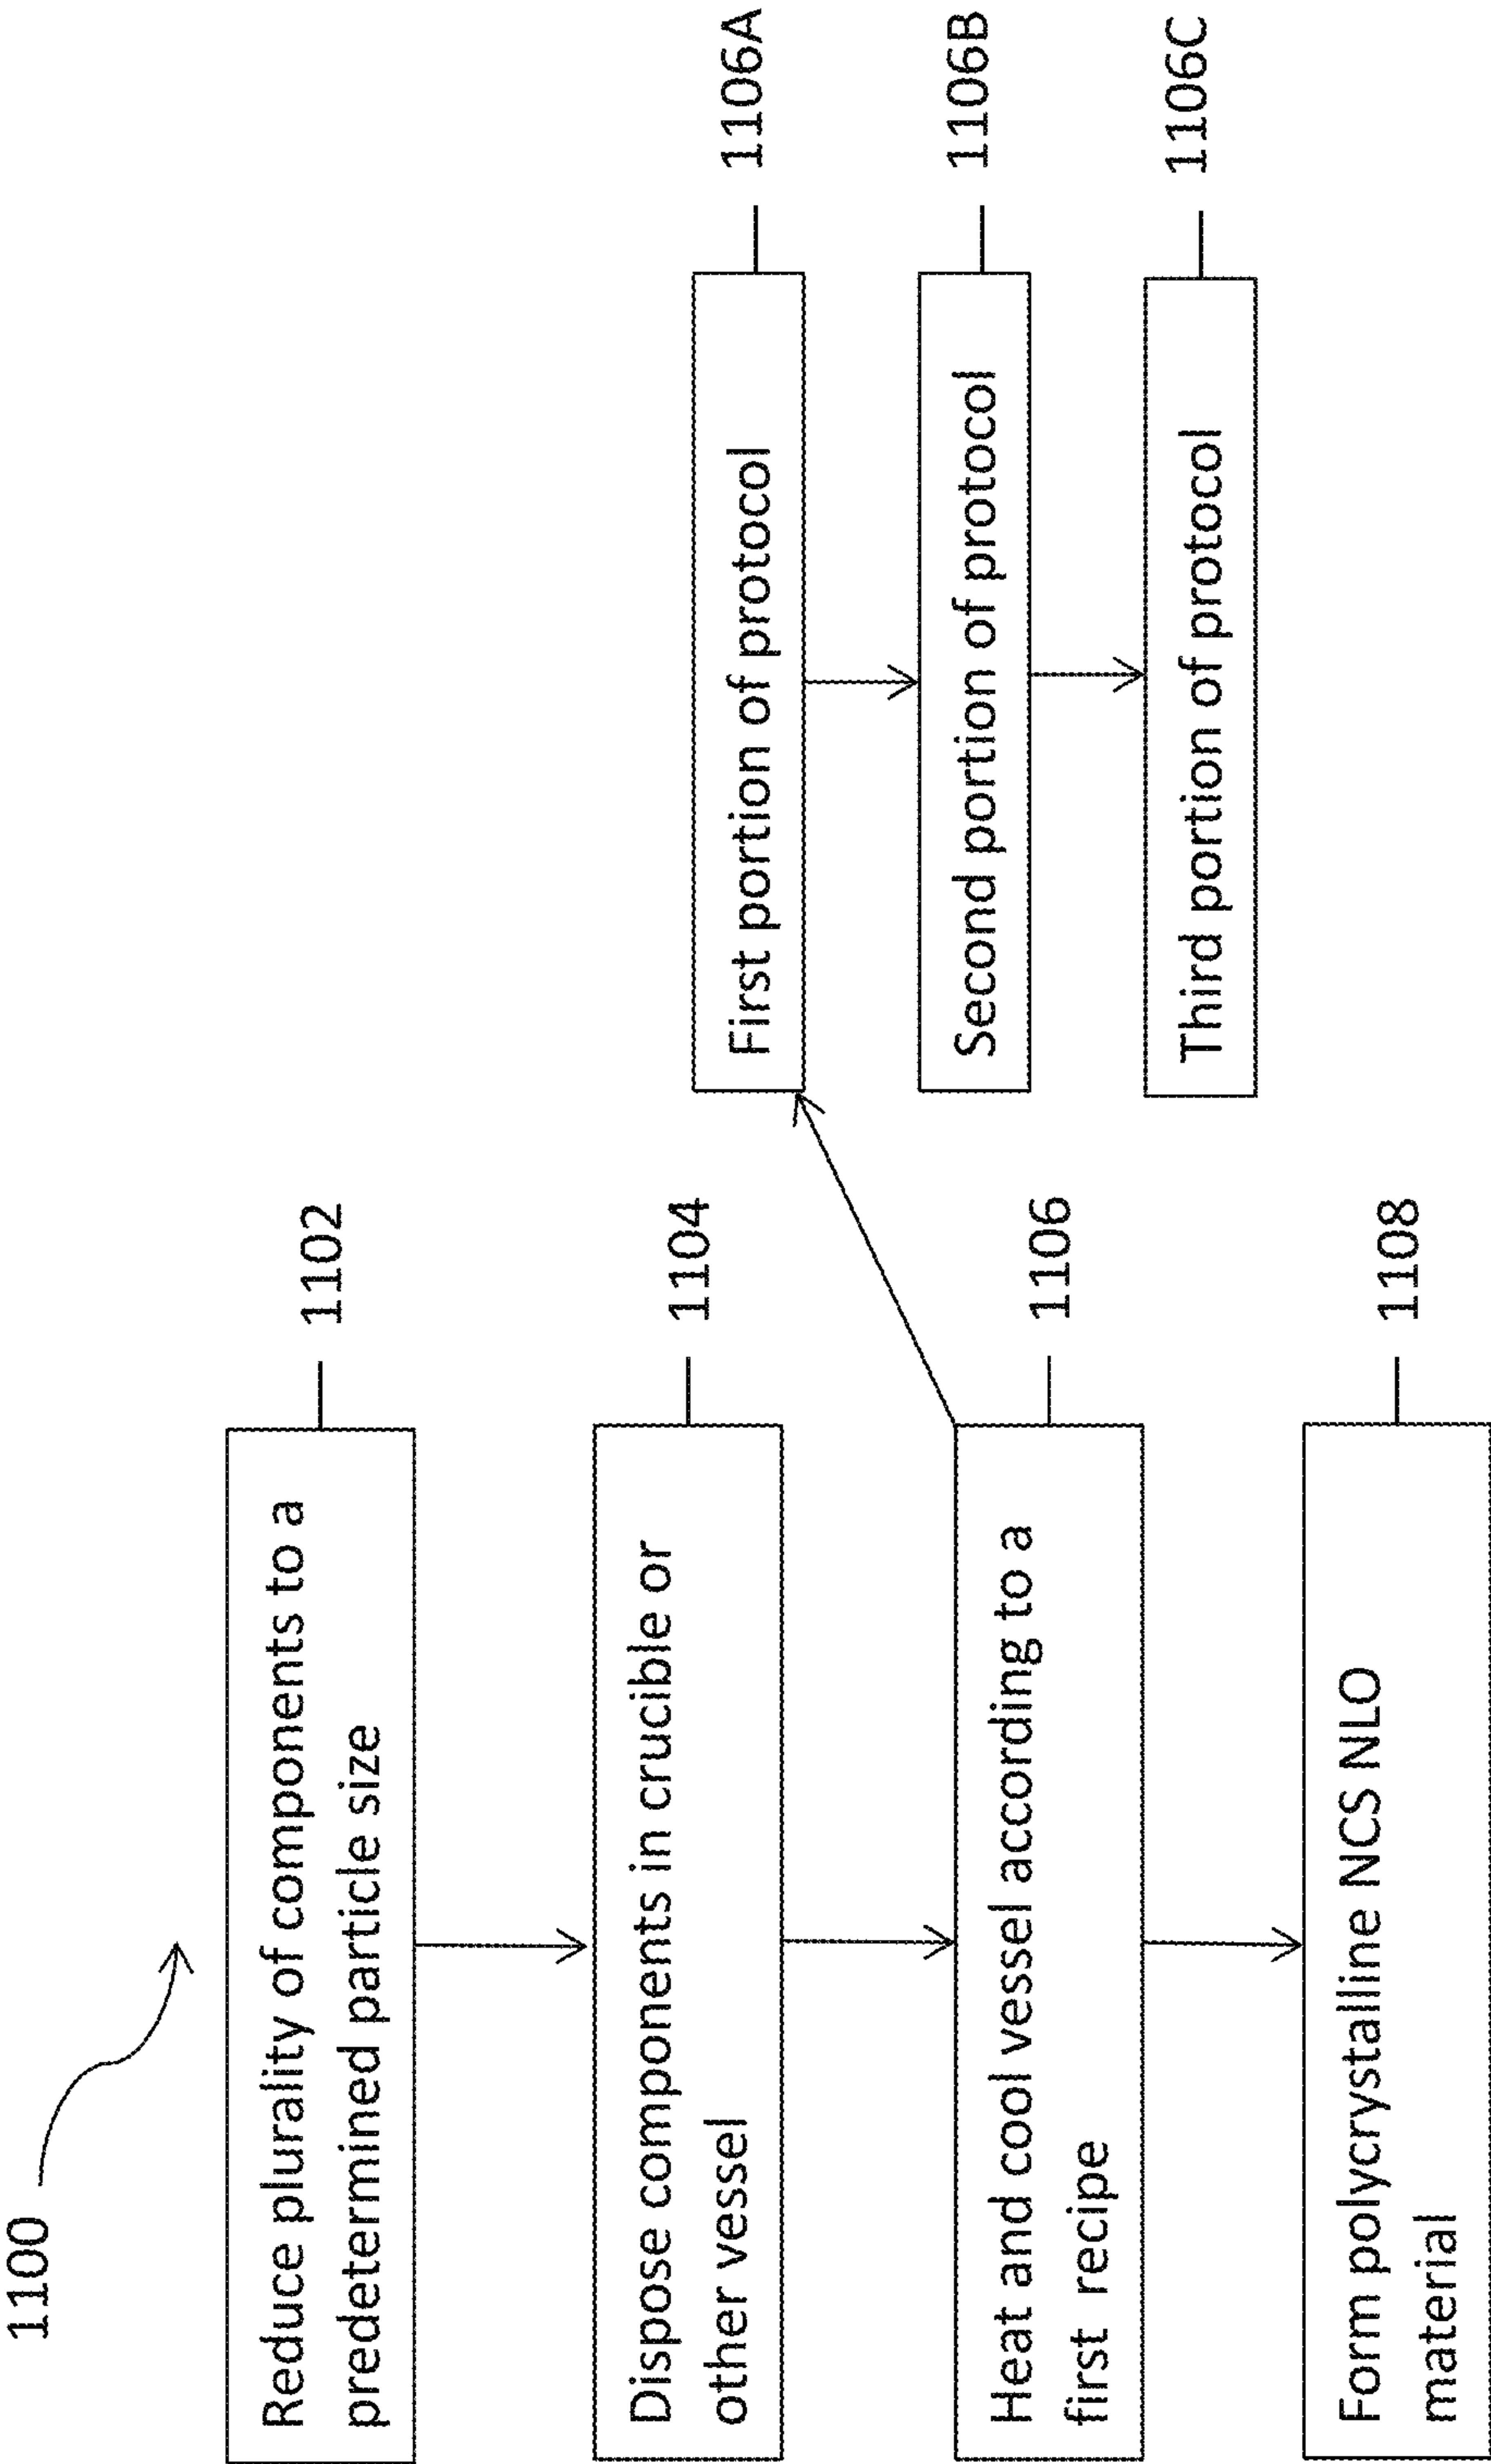 1100
Reduce plurality of components to a
predetermined particle size
1102
Dispose components in crucible or
other vessel
1104
Heat and cool vessel according to a
first recipe
1106
Form polycrystalline NCS NLO
material
1108
First portion of protocol
1106A
Second portion of protocol
1106B
Third portion of protocol
1106C